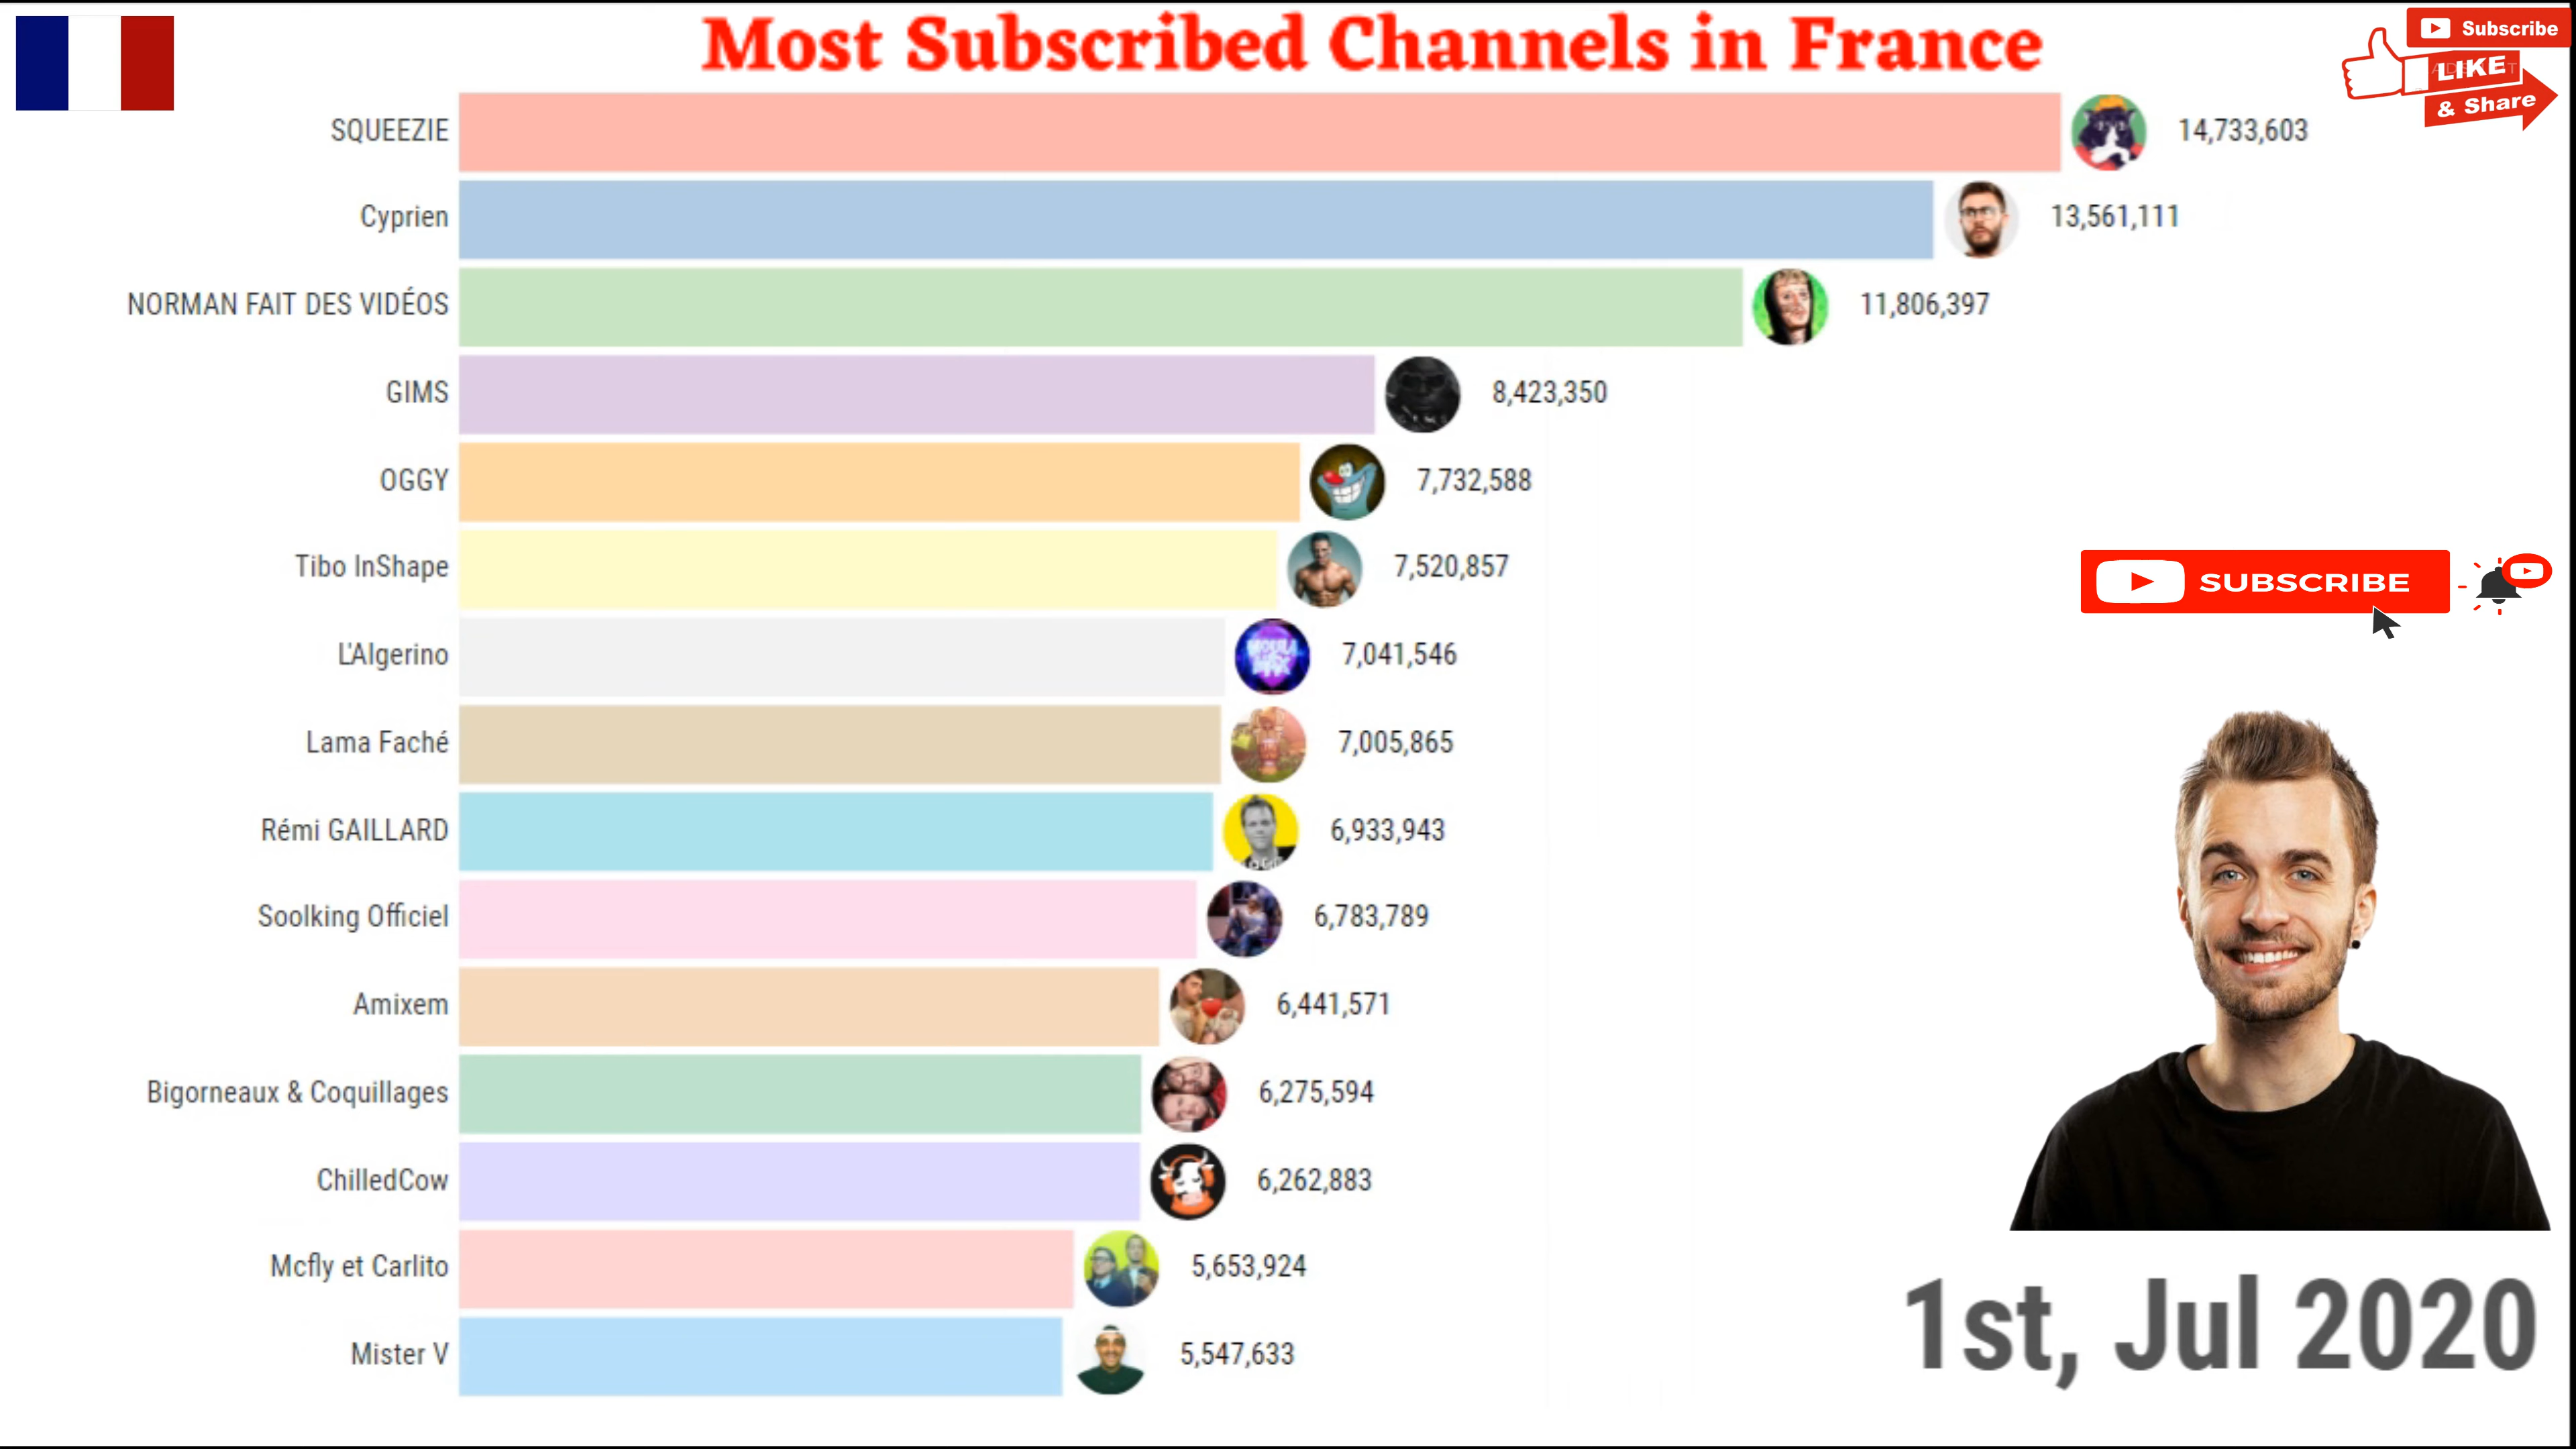 Most Subscribed Channels in France
Subscribe
LIKE
& Share
SQUEEZIE 14,733,603
Cyprien 13,561,111
NORMAN FAIT DES VIDÉOS 11,806,397
GIMS 8,423,350
OGGY 7,732,588
Tibo InShape 7,520,857
SUBSCRIBE
L'Algerino 7,041,546
Lama Faché 7,005,865
Rémi GAILLARD 6,933,943
Soolking Officiel 6,783,789
Amixem 6,441,571
Bigorneaux & Coquillages 6,275,594
ChilledCow 6,262,883
Mcfly et Carlito 5,653,924
Mister V 5,547,633
1st, Jul 2020